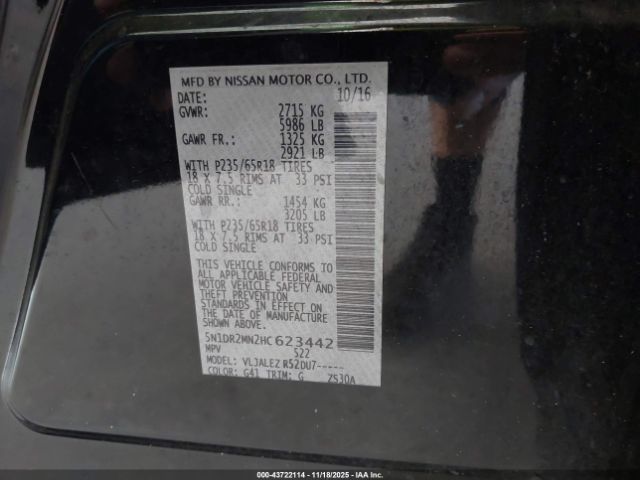 MFD BY NISSAN MOTOR CO., LTD.
DATE: 10/16
GVWR: 2715 KG
5986 LB
GAWR FR.: 1325 KG
2921 LB
WITH P235/65R18 TIRES
18 X 7.5 RIMS AT 33 PSI
COLD SINGLE
GAWR RR.: 1454 KG
3205 LB
WITH P235/65R18 TIRES
18 X 7.5 RIMS AT 33 PSI
COLD SINGLE
THIS VEHICLE CONFORMS TO
ALL APPLICABLE FEDERAL
MOTOR VEHICLE SAFETY AND
THEFT PREVENTION
STANDARDS IN EFFECT ON
THE DATE OF MANUFACTURE
SHOWN ABOVE.
5N1DR2MN2HC623442
MPV 522
MODEL: VLJALEZ R52DU7-----
COLOR: G41 TRIM: G ZS30A
000-43722114 - 11/18/2025 - IAAI.COM